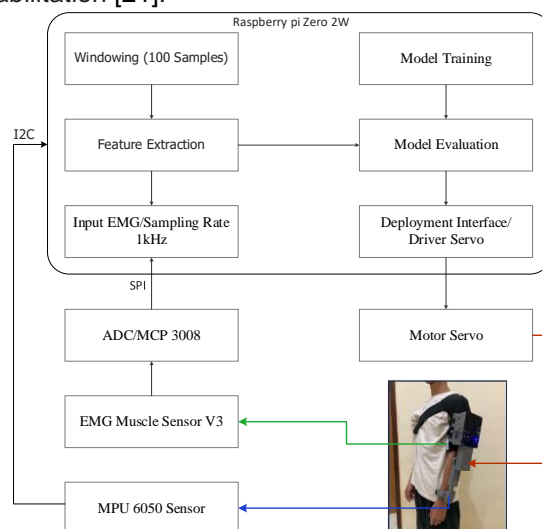 [21].
Raspberry pi Zero 2W
Windowing (100 Samples)
Model Training
I2C
Feature Extraction
Model Evaluation
Input EMG/Sampling Rate
1kHz
Deployment Interface/
Driver Servo
SPI
ADC/MCP 3008
Motor Servo
EMG Muscle Sensor V3
MPU 6050 Sensor